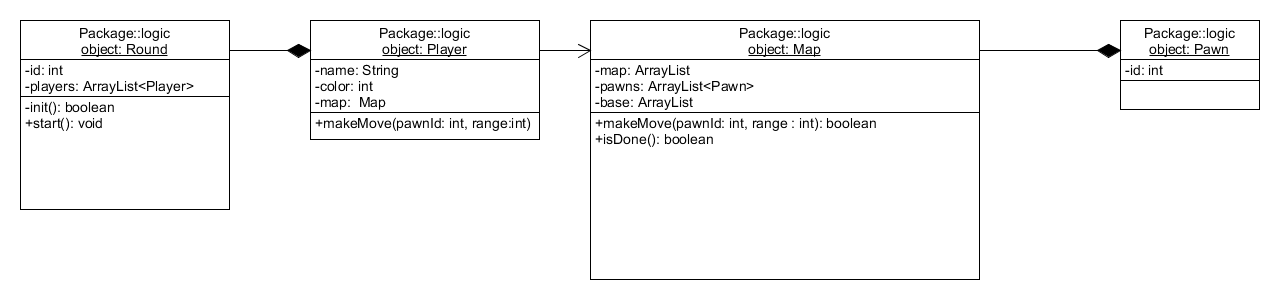 Package::logic
object: Round
-id: int
-players: ArrayList<Player>
-init(): boolean
+start(): void
Package::logic
object: Player
-name: String
-color: int
-map:  Map
+makeMove(pawnId: int, range:int)
Package::logic
object: Map
-map: ArrayList
-pawns: ArrayList<Pawn>
-base: ArrayList
+makeMove(pawnId: int, range : int): boolean
+isDone(): boolean
Package::logic
object: Pawn
-id: int